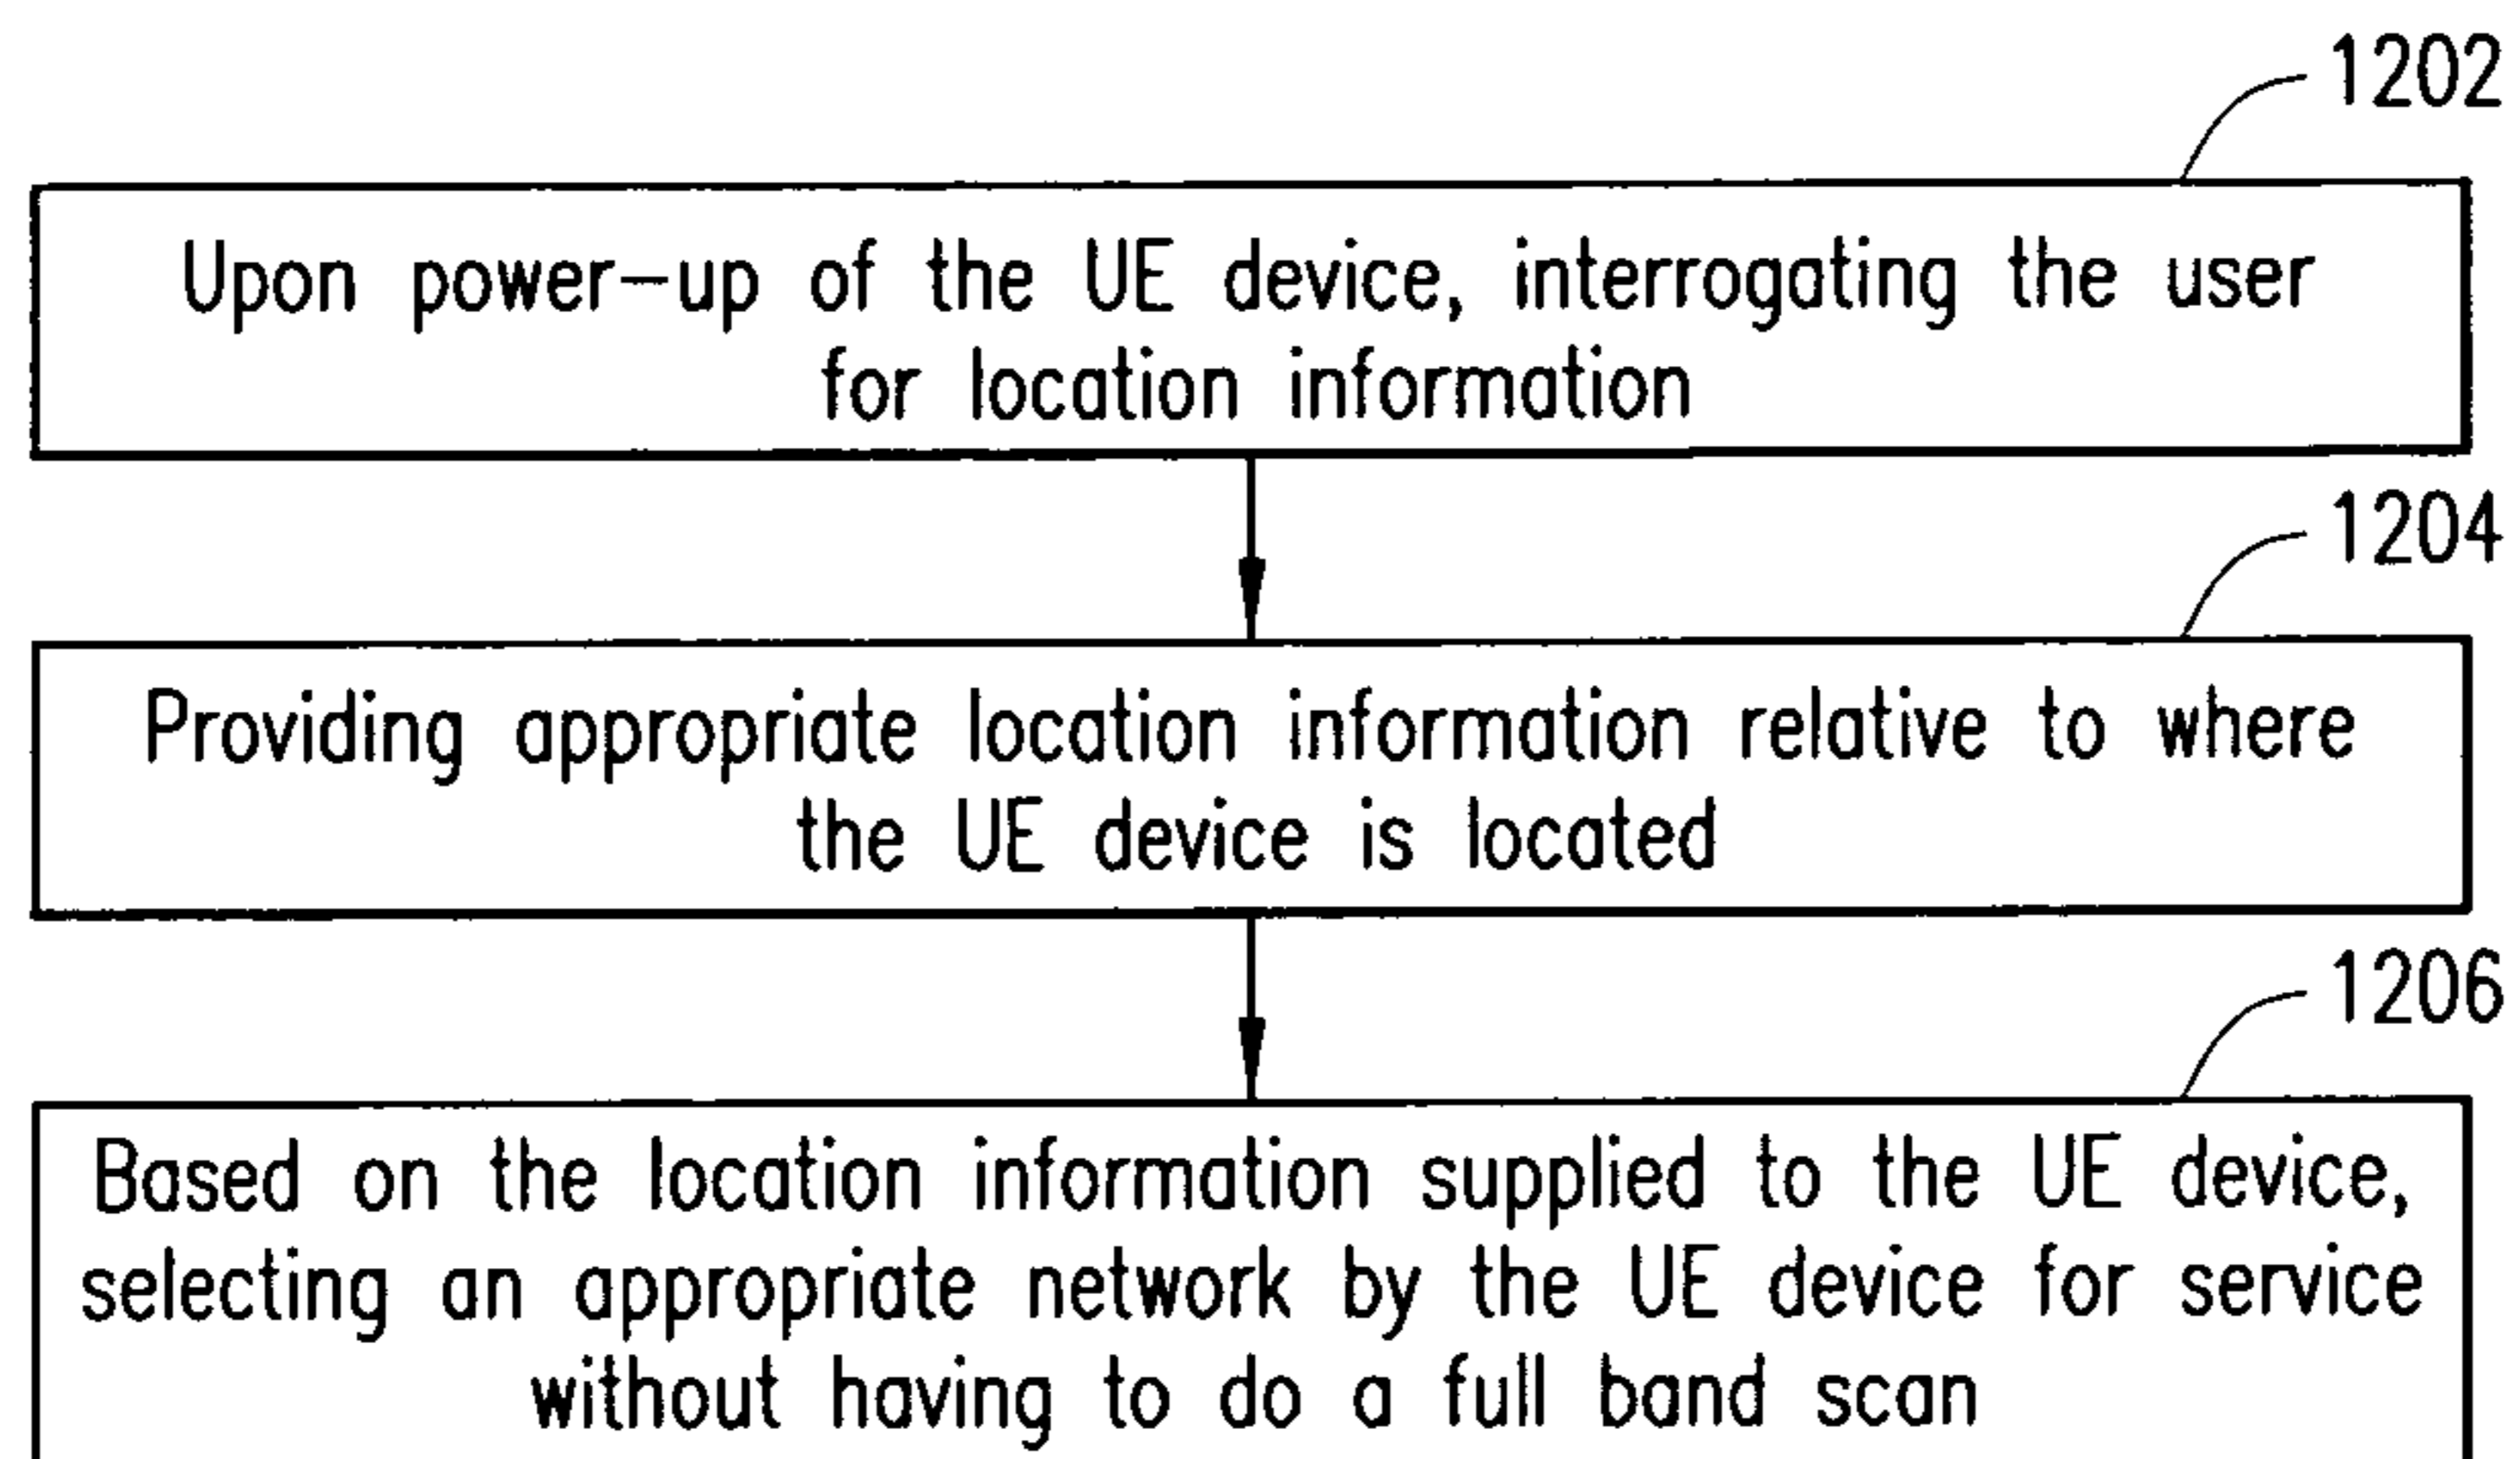 1202
Upon power-up of the UE device, interrogating the user
for location information
1204
Providing appropriate location information relative to where
the UE device is located
1206
Based on the location information supplied to the UE device,
selecting an appropriate network by the UE device for service
without having to do a full band scan